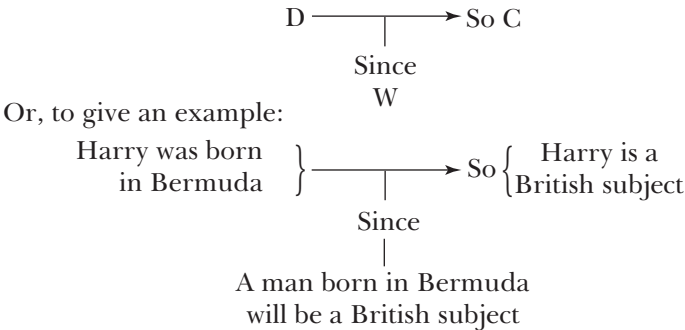 D So C
Since
W
Or, to give an example:
Harry was born
in Bermuda
So
Harry is a
British subject
Since
A man born in Bermuda
will be a British subject